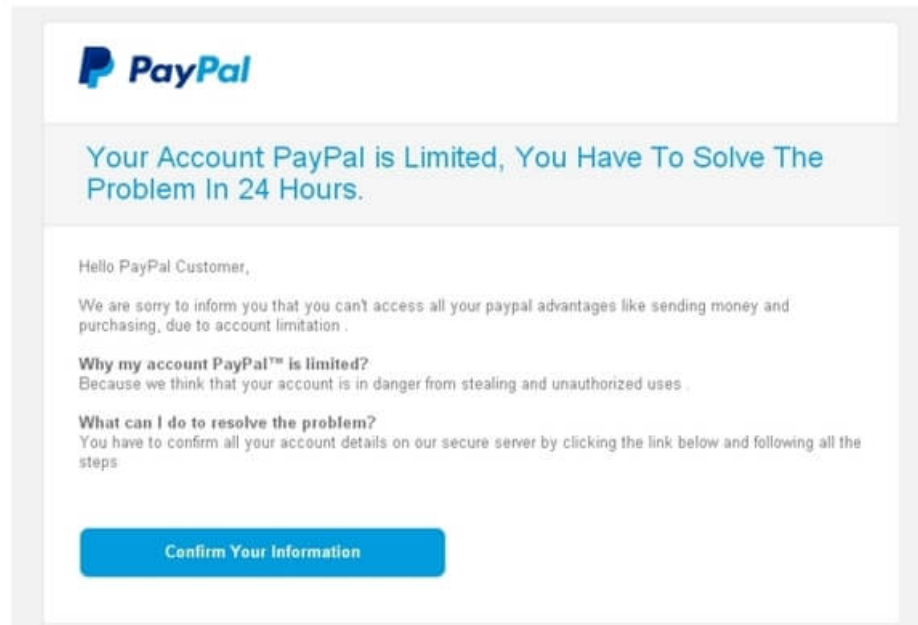 PayPal
Your Account PayPal is Limited, You Have To Solve The
Problem In 24 Hours.
Hello PayPal Customer,
We are sorry to inform you that you can't access all your paypal advantages like sending money and
purchasing, due to account limitation .
Why my account PayPal™ is limited?
Because we think that your account is in danger from stealing and unauthorized uses .
What can I do to resolve the problem?
You have to confirm all your account details on our secure server by clicking the link below and following all the
steps
Confirm Your Information